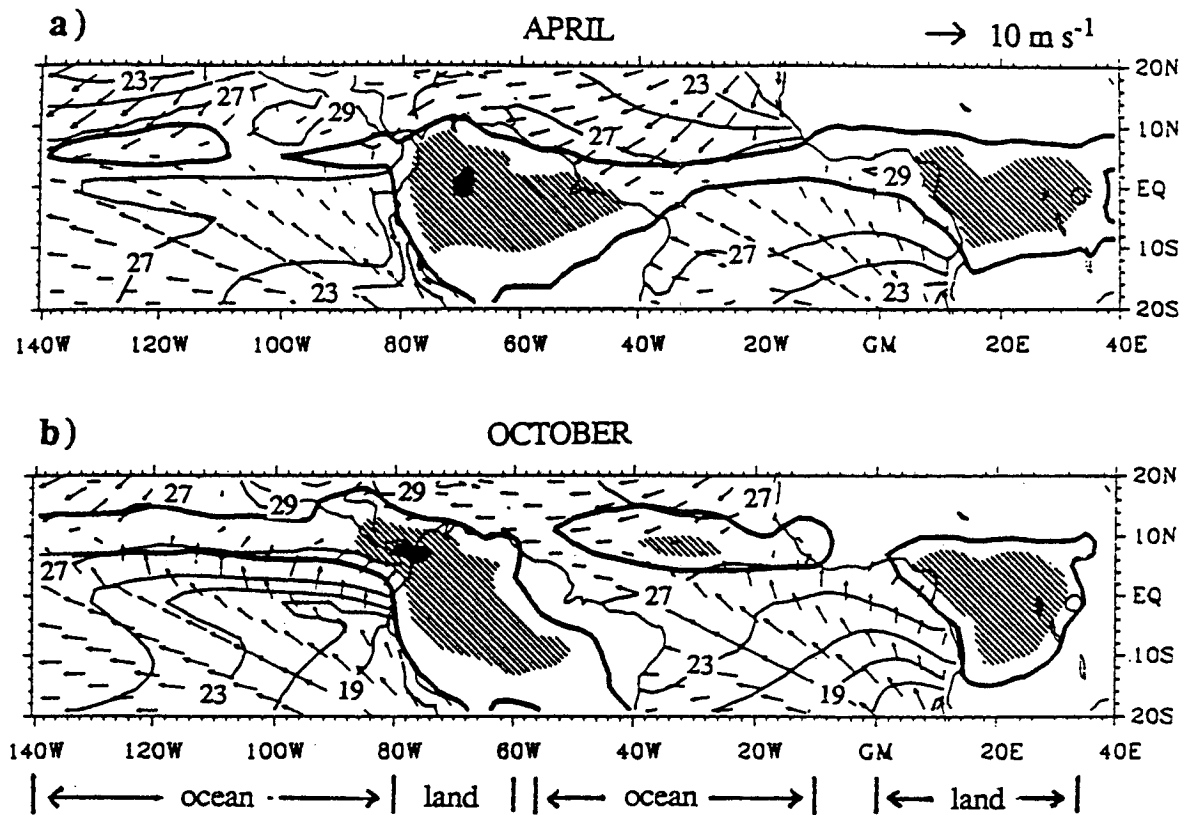 a) APRIL → 10 m s⁻¹
20N
23 23
27
29 27
10N
29
EQ
10S
27 27
23 23
20S
140W 120W 100W 80W 60W 40W 20W GM 20E 40E
b) OCTOBER
20N
27 29 29 27
10N
27
27 EQ
23
10S
23 19 19
20S
140W 120W 100W 80W 60W 40W 20W GM 20E 40E
ocean land ocean land